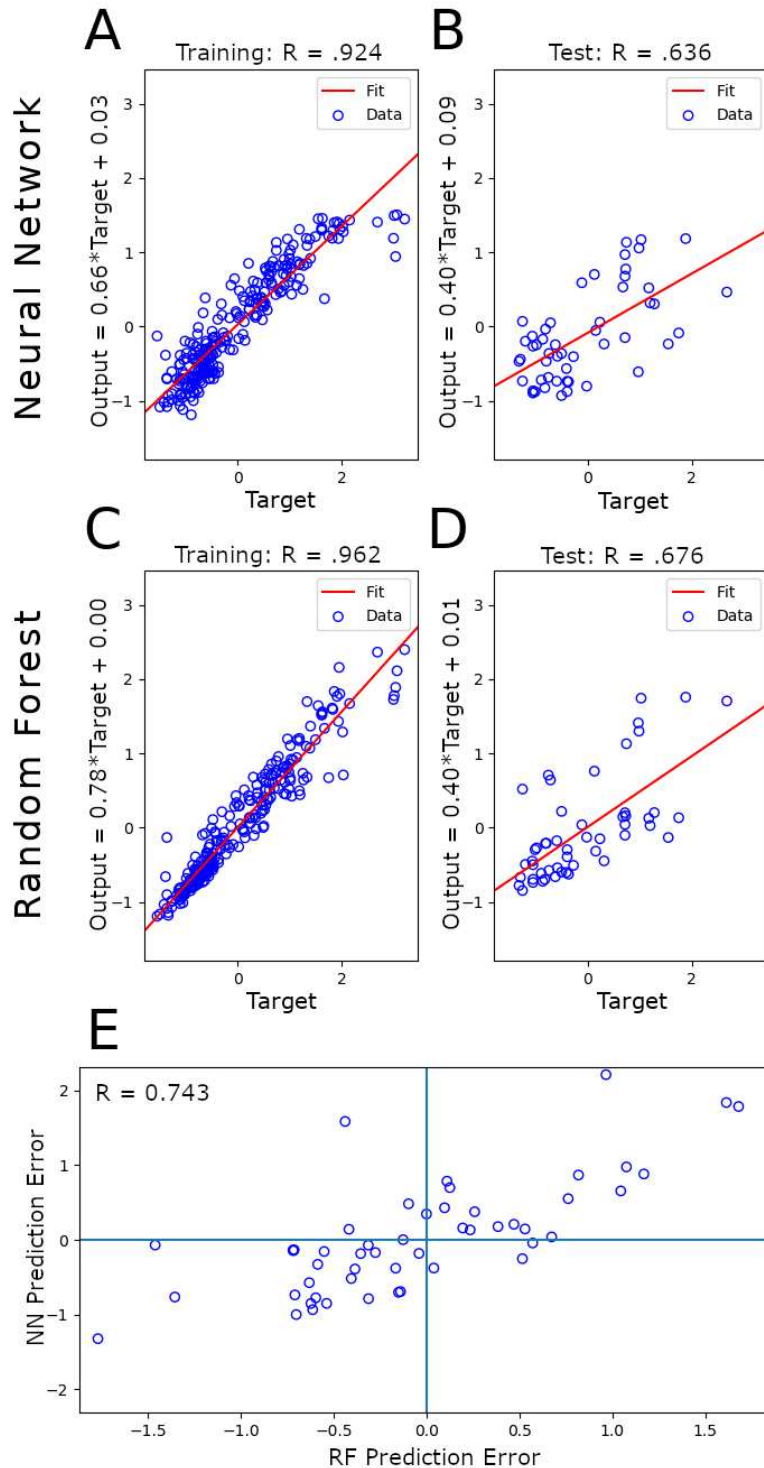 A
B
Training: R = .924
Test: R = .636
Neural Network
Output = 0.66*Target + 0.03
3
2
1
0
−1
Fit
Data
0
2
Target
Output = 0.40*Target + 0.09
3
2
1
0
−1
Fit
Data
0
2
Target
C
D
Training: R = .962
Test: R = .676
Random Forest
Output = 0.78*Target + 0.00
3
2
1
0
−1
Fit
Data
0
2
Target
Output = 0.40*Target + 0.01
3
2
1
0
−1
Fit
Data
0
2
Target
E
R = 0.743
NN Prediction Error
2
1
0
−1
−2
−1.5
−1.0
−0.5
0.0
0.5
1.0
1.5
RF Prediction Error